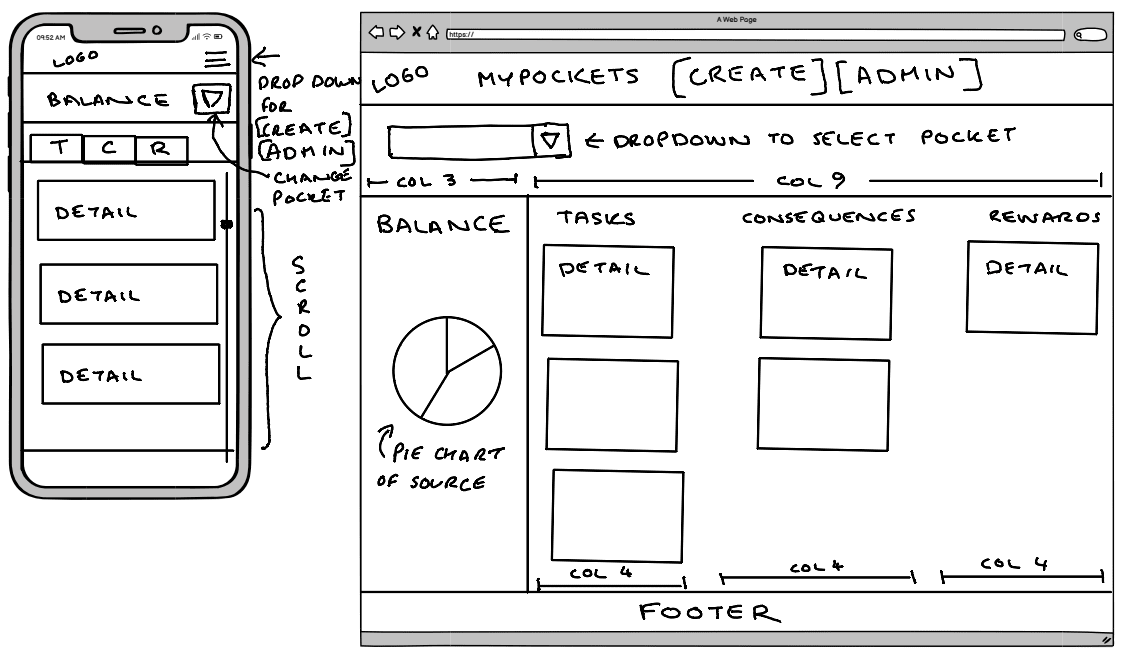 09:52 AM
LOGO
BALANCE
T C R
DETAIL
DETAIL
DETAIL
DROP DOWN
FOR
[CREATE]
[ADMIN]
CHANGE
POCKET
SCROLL
A Web Page
https://
LOGO MYPOCKETS [CREATE] [ADMIN]
DROPDOWN TO SELECT POCKET
COL 3 COL 9
BALANCE
PIE CHART
OF SOURCE
TASKS CONSEQUENCES REWARDS
DETAIL DETAIL DETAIL
COL 4 COL 4 COL 4
FOOTER